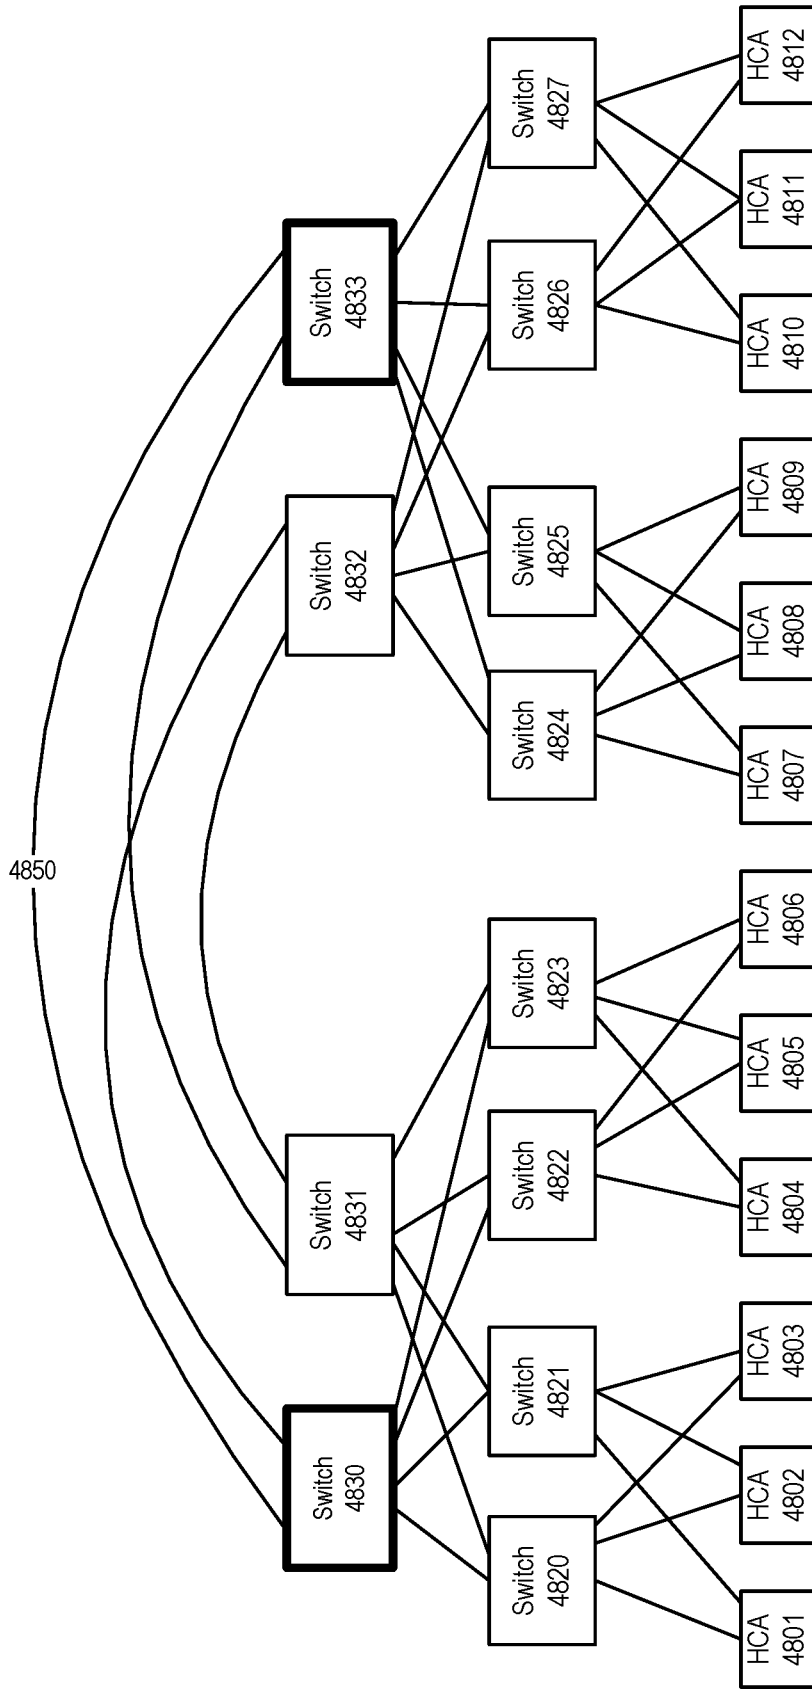 4850
Switch
4830
Switch
4831
Switch
4832
Switch
4833
Switch
4820
Switch
4821
Switch
4822
Switch
4823
Switch
4824
Switch
4825
Switch
4826
Switch
4827
HCA
4801
HCA
4802
HCA
4803
HCA
4804
HCA
4805
HCA
4806
HCA
4807
HCA
4808
HCA
4809
HCA
4810
HCA
4811
HCA
4812